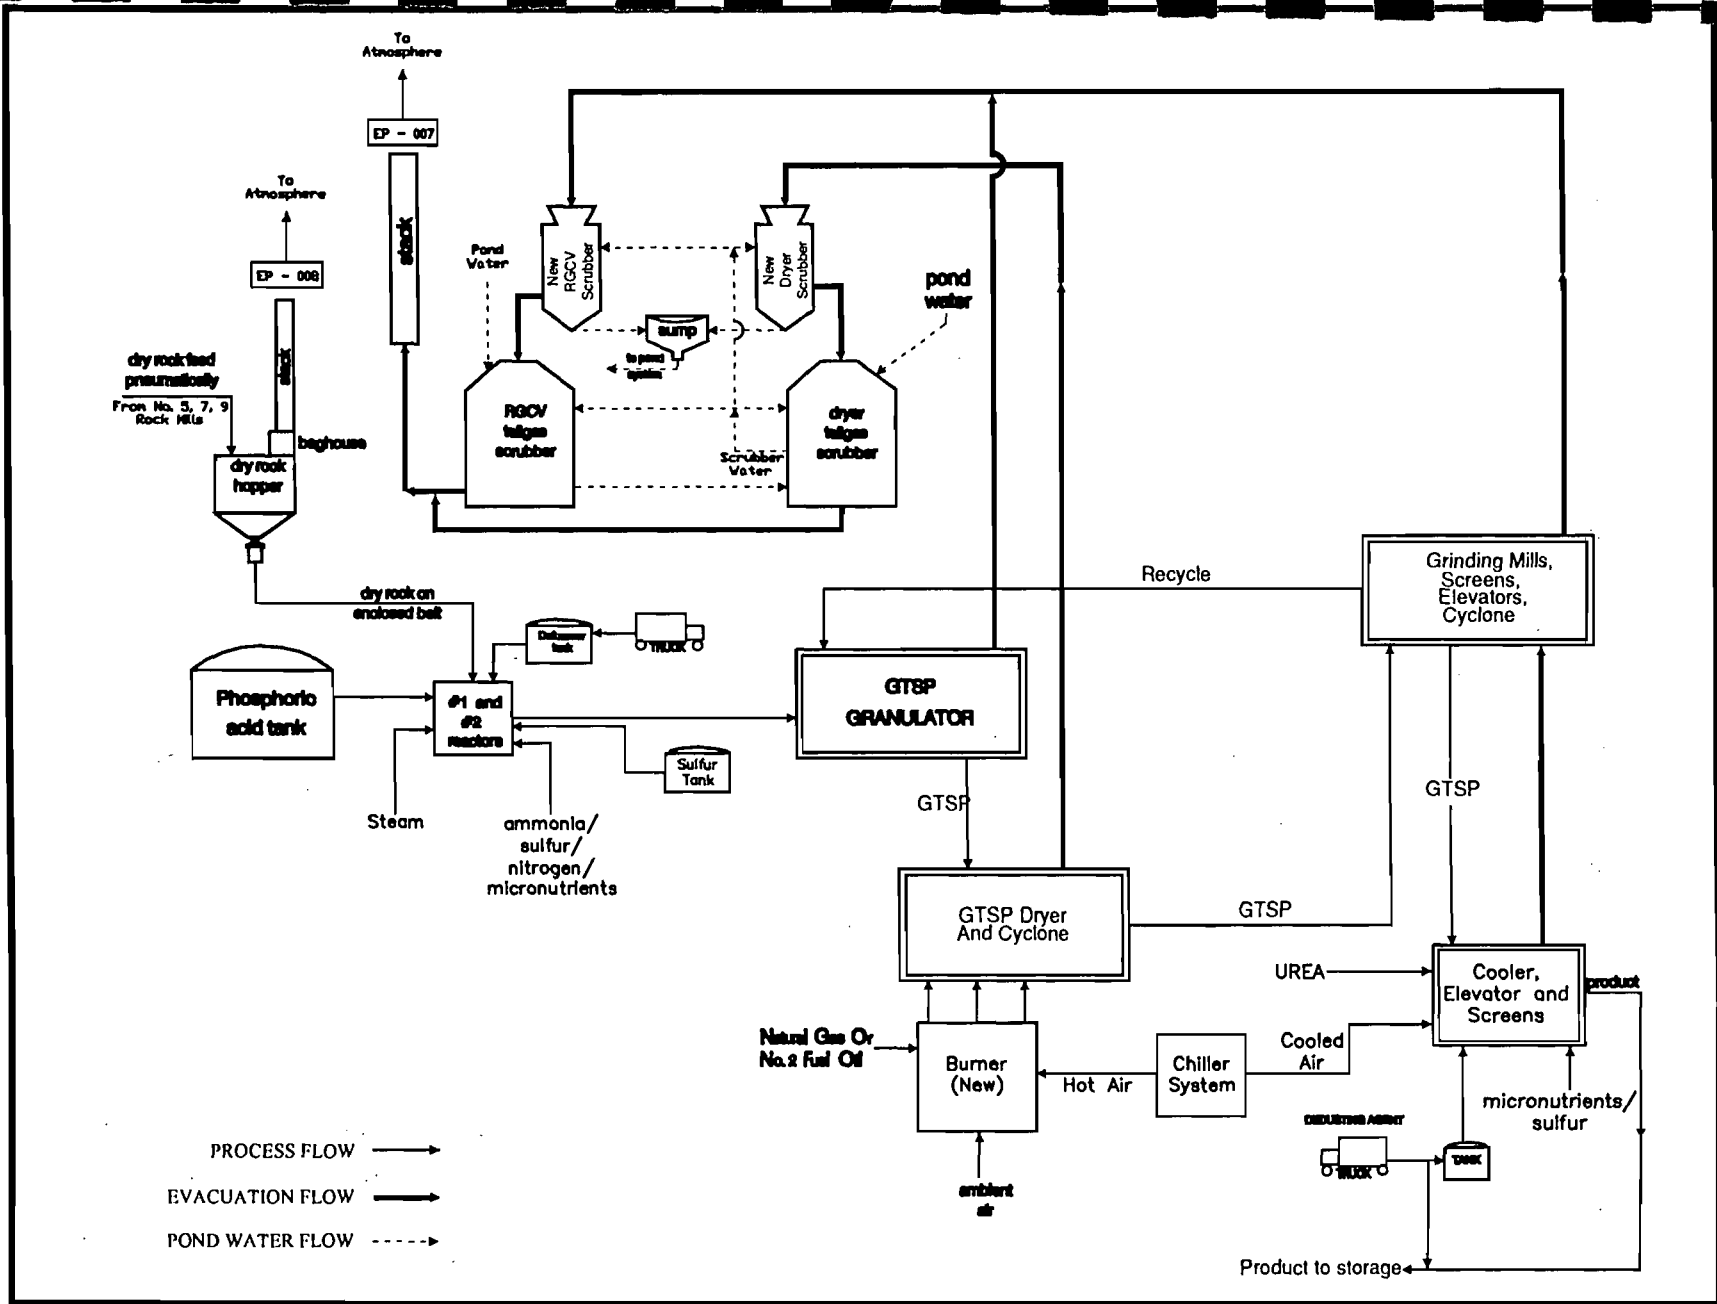 To
Atmosphere
EP - 007
stack
To
Atmosphere
EP - 008
stack
dry rock feed
pneumatically
From No. 5, 7, 9
Rock Mills
baghouse
dry rock
hopper
Pond
Water
New
RGCV
Scrubber
New
Dryer
Scrubber
pond
water
sump
to pond
system
RGCV
tailgas
scrubber
dryer
tailgas
scrubber
Scrubber
Water
dry rock on
enclosed belt
Defoamer
tank
TRUCK
Phosphoric
acid tank
#1 and
#2
reactors
Sulfur
Tank
Steam
ammonia/
sulfur/
nitrogen/
micronutrients
GTSP
GRANULATOR
Recycle
Grinding Mills,
Screens,
Elevators,
Cyclone
GTSP
GTSP
GTSP Dryer
And Cyclone
GTSP
UREA
Cooler,
Elevator and
Screens
product
Natural Gas Or
No.2 Fuel Oil
Burner
(New)
Hot Air
Chiller
System
Cooled
Air
micronutrients/
sulfur
DEDUSTING AGENT
TRUCK
TANK
ambient
air
Product to storage
PROCESS FLOW
EVACUATION FLOW
POND WATER FLOW